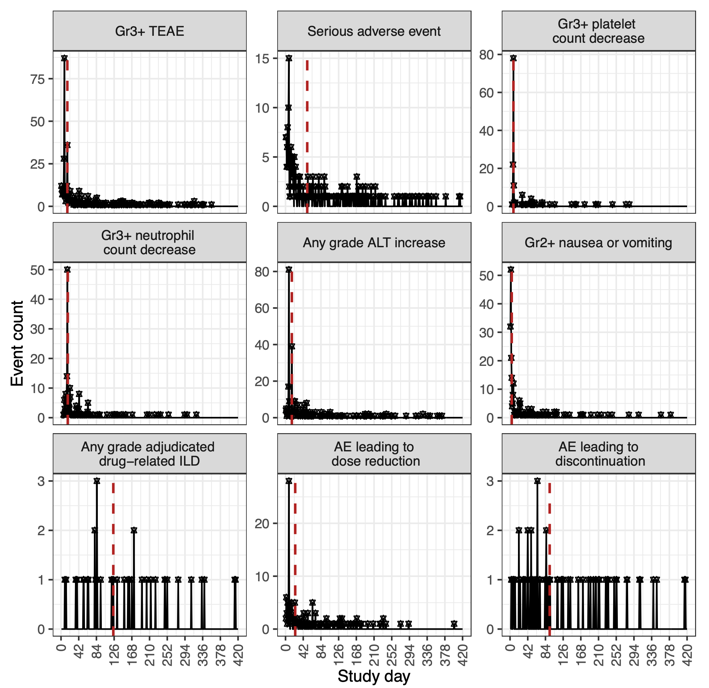 Gr3+ TEAE
Serious adverse event
Gr3+ platelet
count decrease
75
50
25
0
15
10
5
0
80
60
40
20
0
Gr3+ neutrophil
count decrease
Any grade ALT increase
Gr2+ nausea or vomiting
50
40
30
20
10
0
80
60
40
20
0
50
40
30
20
10
0
Event count
Any grade adjudicated
drug−related ILD
AE leading to
dose reduction
AE leading to
discontinuation
3
2
1
0
20
10
0
3
2
1
0
0 42 84 126 168 210 252 294 336 378 420
0 42 84 126 168 210 252 294 336 378 420
0 42 84 126 168 210 252 294 336 378 420
Study day